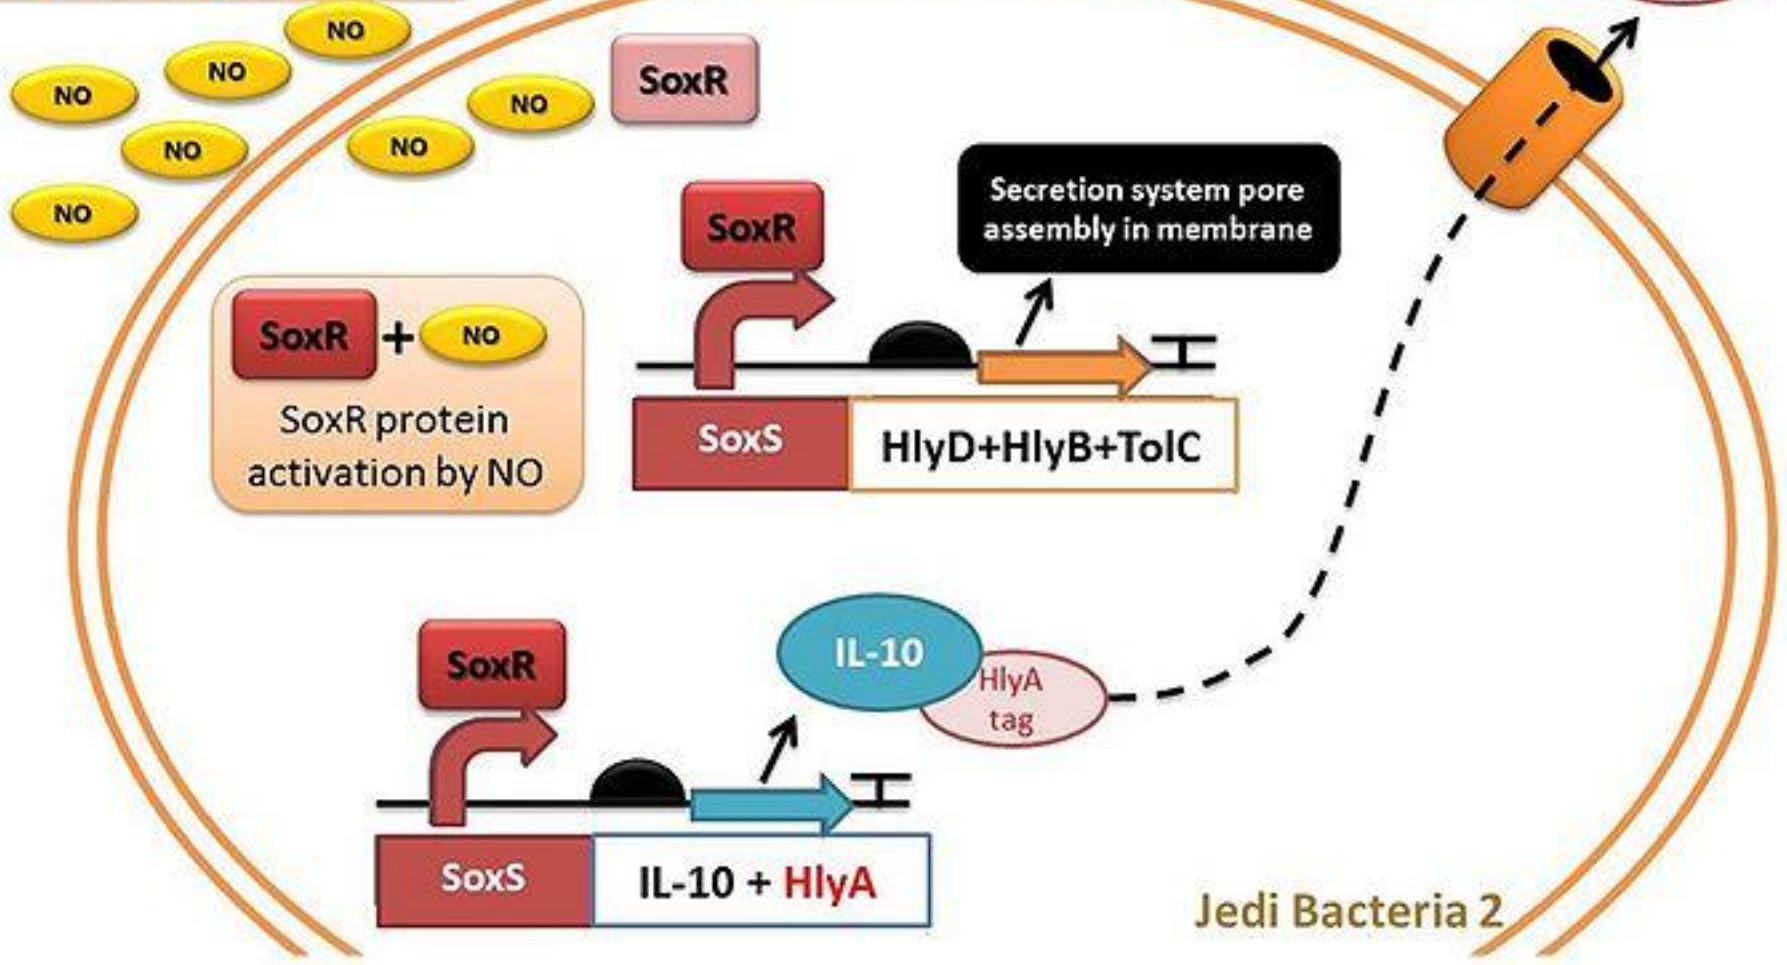 NO
NO
NO
NO
NO
NO
NO
SoxR
SoxR
Secretion system pore
assembly in membrane
SoxR + NO
SoxR protein
activation by NO
SoxS
HlyD+HlyB+TolC
SoxR
IL-10
HlyA
tag
SoxS
IL-10 + HlyA
Jedi Bacteria 2